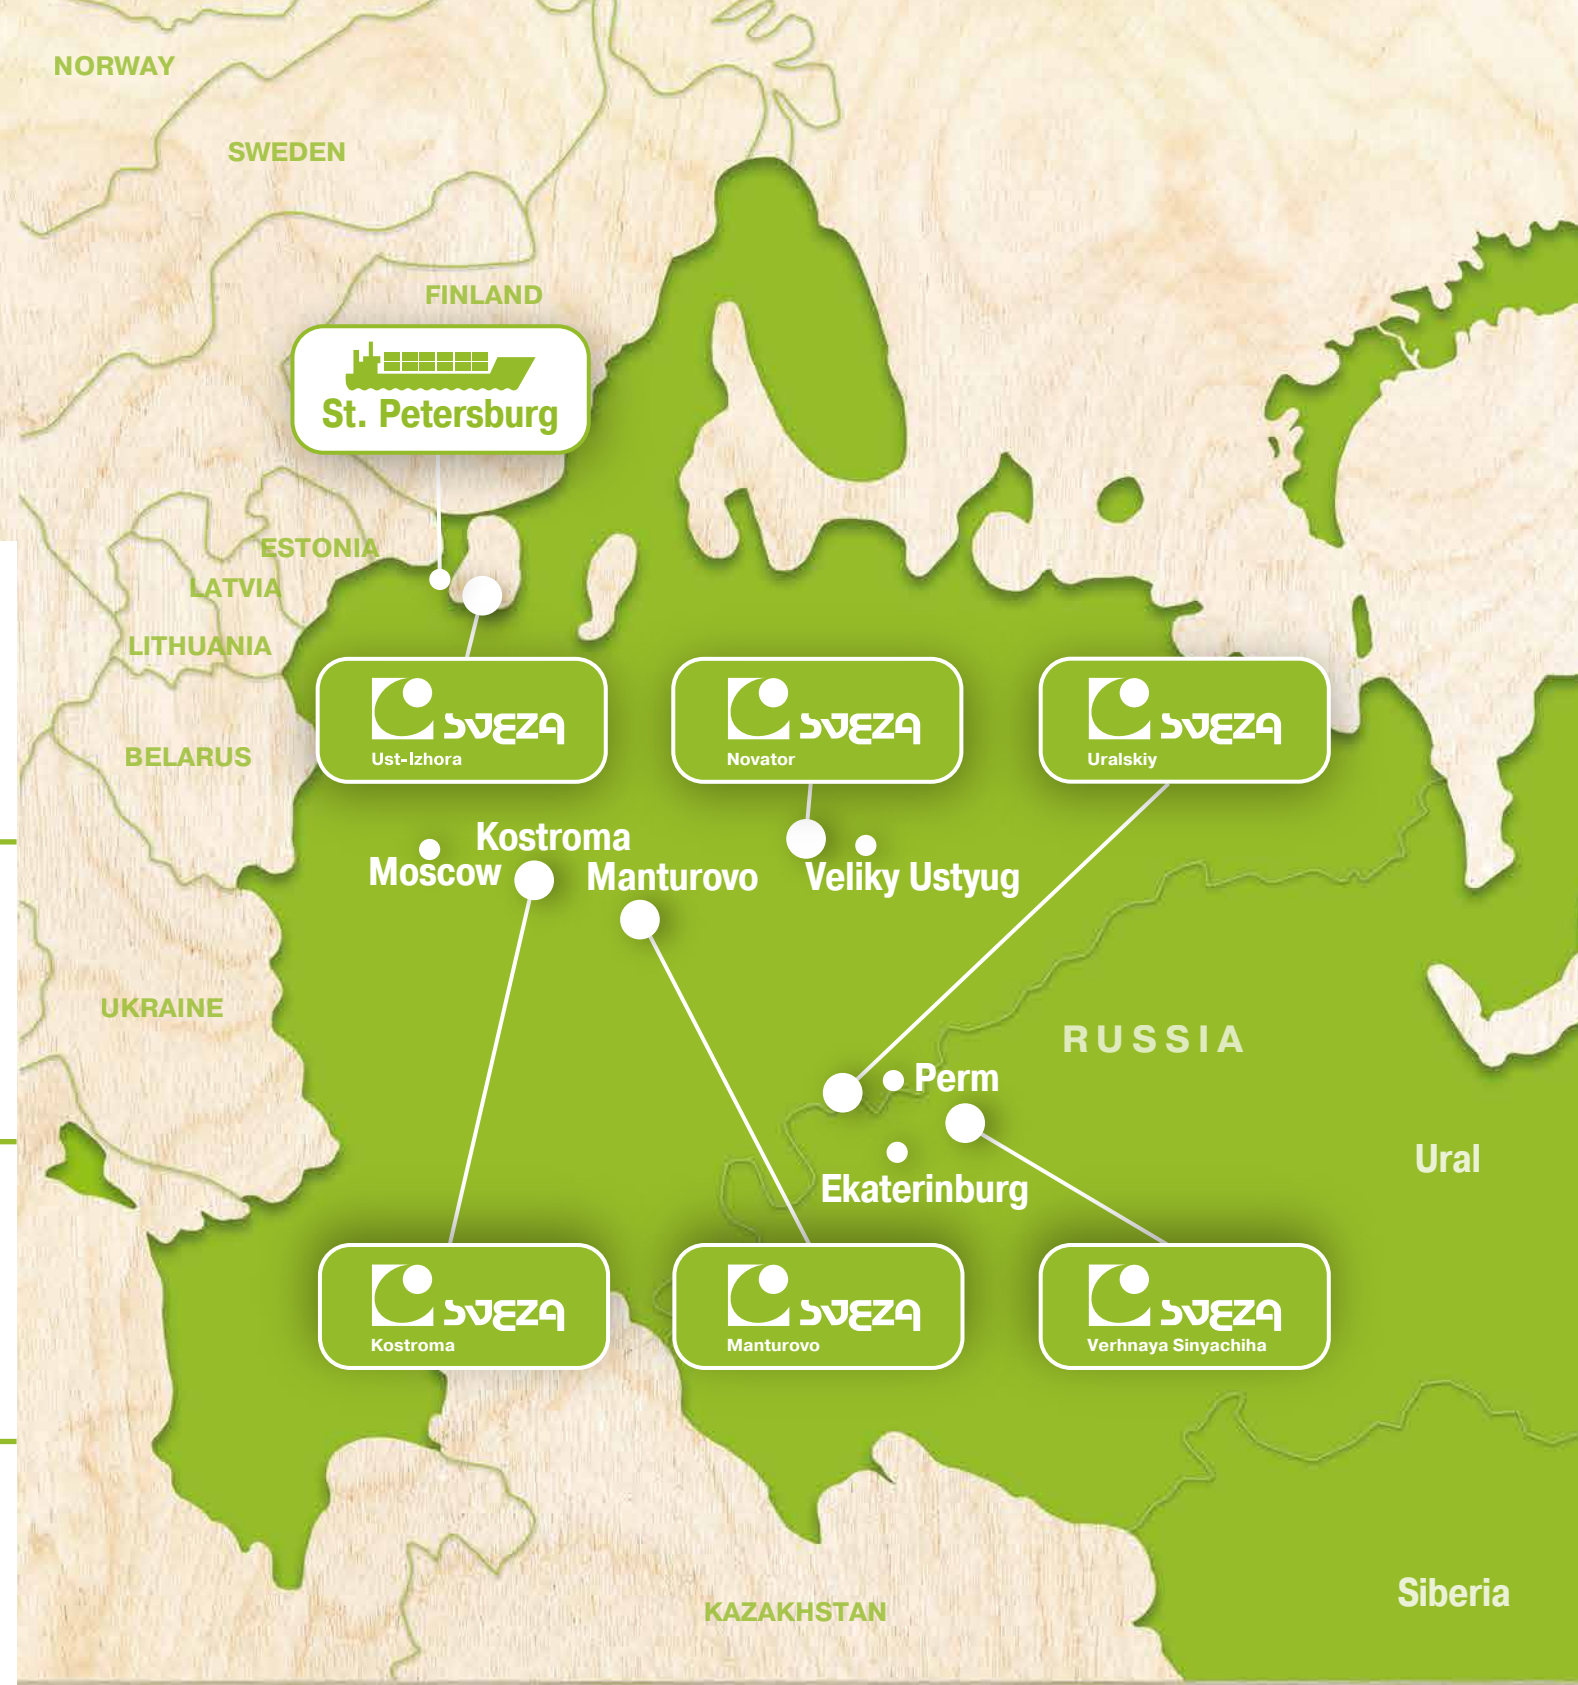 NORWAY
SWEDEN
FINLAND
St. Petersburg
ESTONIA
LATVIA
LITHUANIA
BELARUS
SVEZA
Ust-Izhora
SVEZA
Novator
SVEZA
Uralskiy
Moscow
Kostroma
Manturovo
Veliky Ustyug
UKRAINE
RUSSIA
Perm
Ekaterinburg
Ural
SVEZA
Kostroma
SVEZA
Manturovo
SVEZA
Verhnaya Sinyachiha
KAZAKHSTAN
Siberia